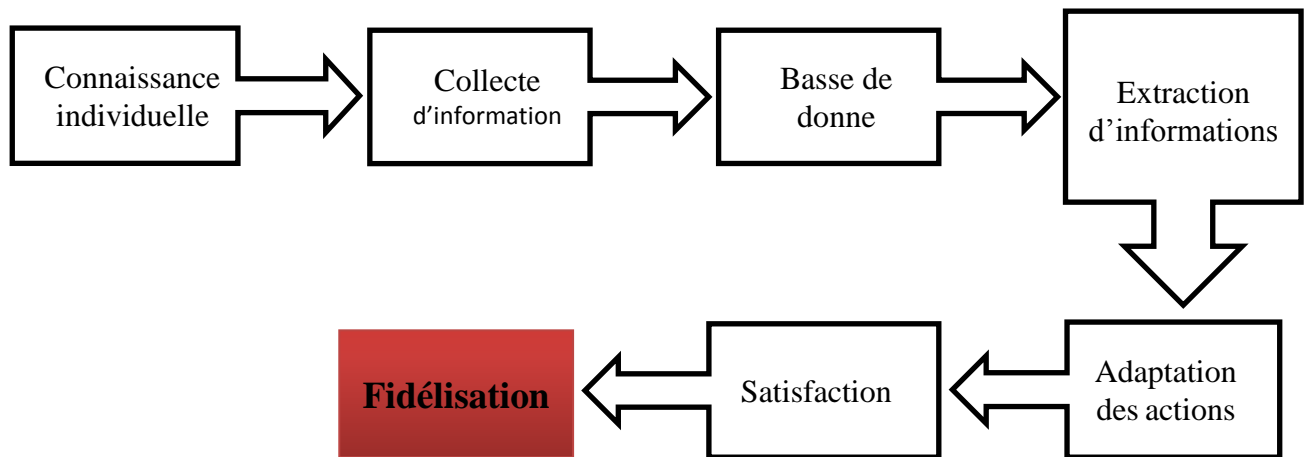 Connaissance
individuelle
Collecte
d’information
Basse de
donne
Extraction
d’informations
Adaptation
des actions
Satisfaction
Fidélisation